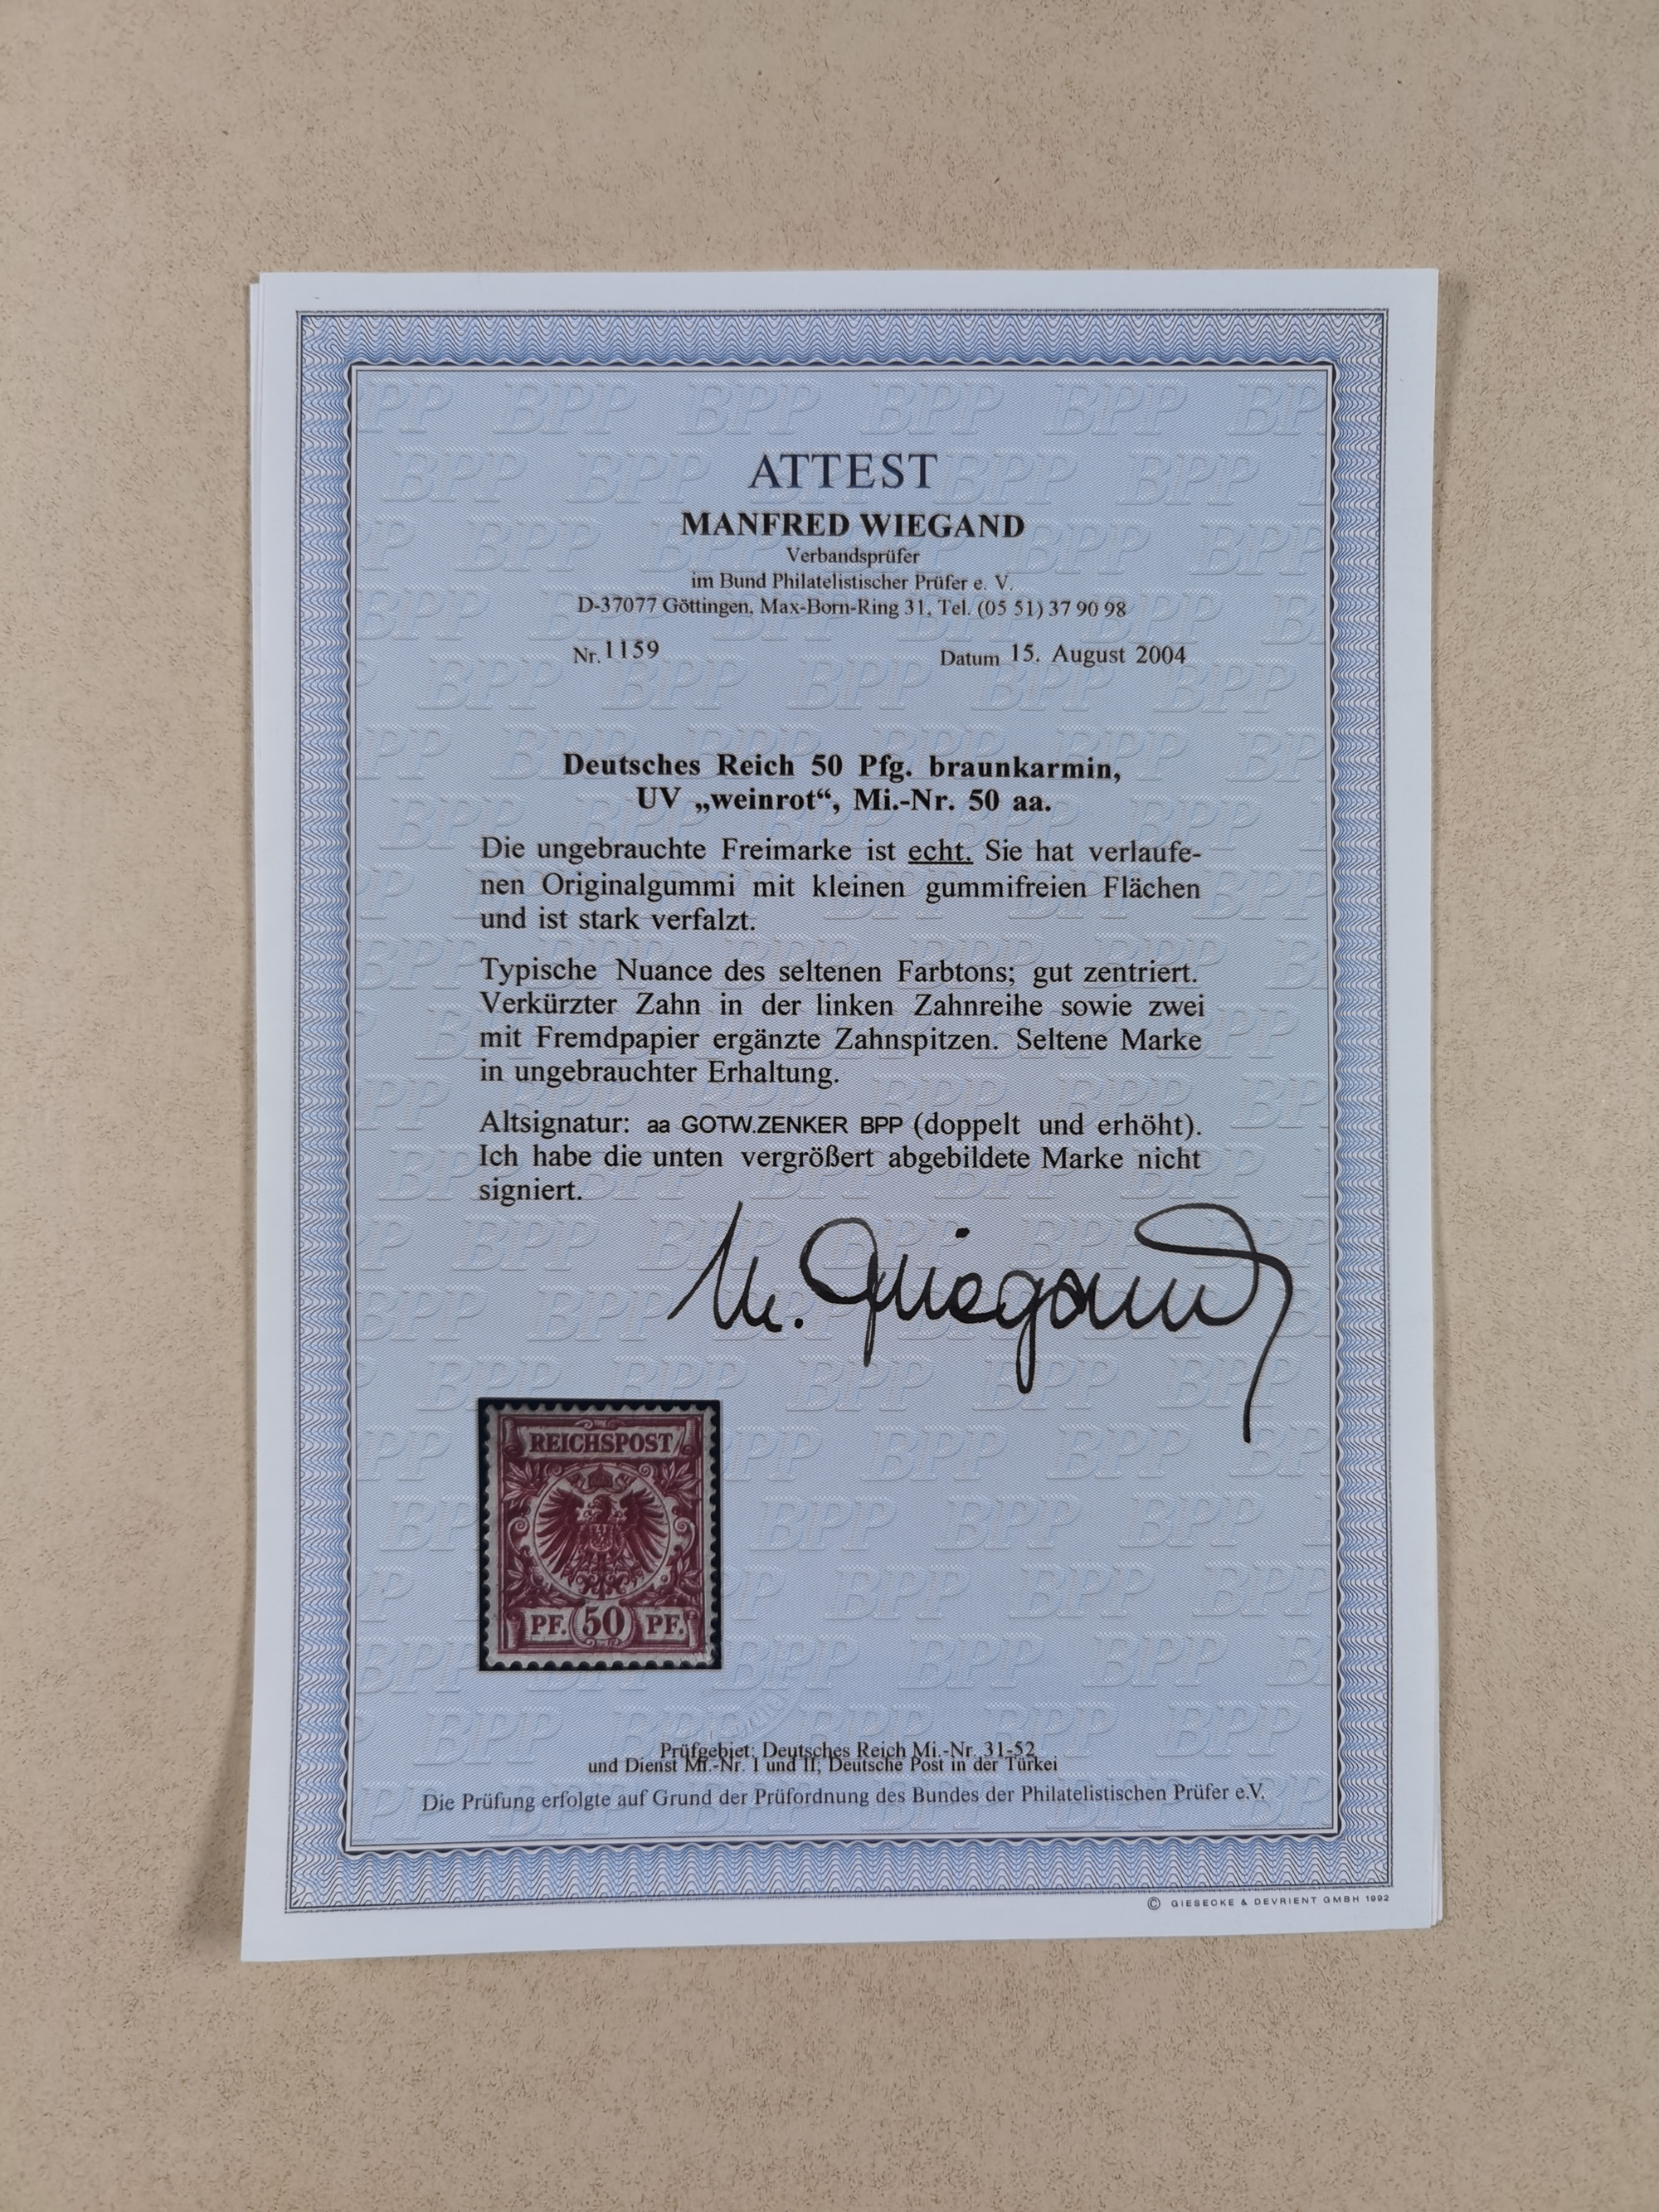 ATTEST
MANFRED WIEGAND
Verbandsprüfer
im Bund Philatelistischer Prüfer e. V.
D-37077 Göttingen, Max-Born-Ring 31, Tel. (05 51) 37 90 98
Nr. 1159 Datum 15. August 2004
Deutsches Reich 50 Pfg. braunkarmin,
UV „weinrot“, Mi.-Nr. 50 aa.
Die ungebrauchte Freimarke ist echt. Sie hat verlaufe-
nen Originalgummi mit kleinen gummifreien Flächen
und ist stark verfalzt.
Typische Nuance des seltenen Farbtons; gut zentriert.
Verkürzter Zahn in der linken Zahnreihe sowie zwei
mit Fremdpapier ergänzte Zahnspitzen. Seltene Marke
in ungebrauchter Erhaltung.
Altsignatur: aa GOTW.ZENKER BPP (doppelt und erhöht).
Ich habe die unten vergrößert abgebildete Marke nicht
signiert.
M. Wiegand
REICHSPOST
PF. 50 PF.
Prüfgebiet: Deutsches Reich Mi.-Nr. 31-52
und Dienst Mi.-Nr. I und II; Deutsche Post in der Türkei
Die Prüfung erfolgte auf Grund der Prüfordnung des Bundes der Philatelistischen Prüfer e.V.
© GIESECKE & DEVRIENT GMBH 1992